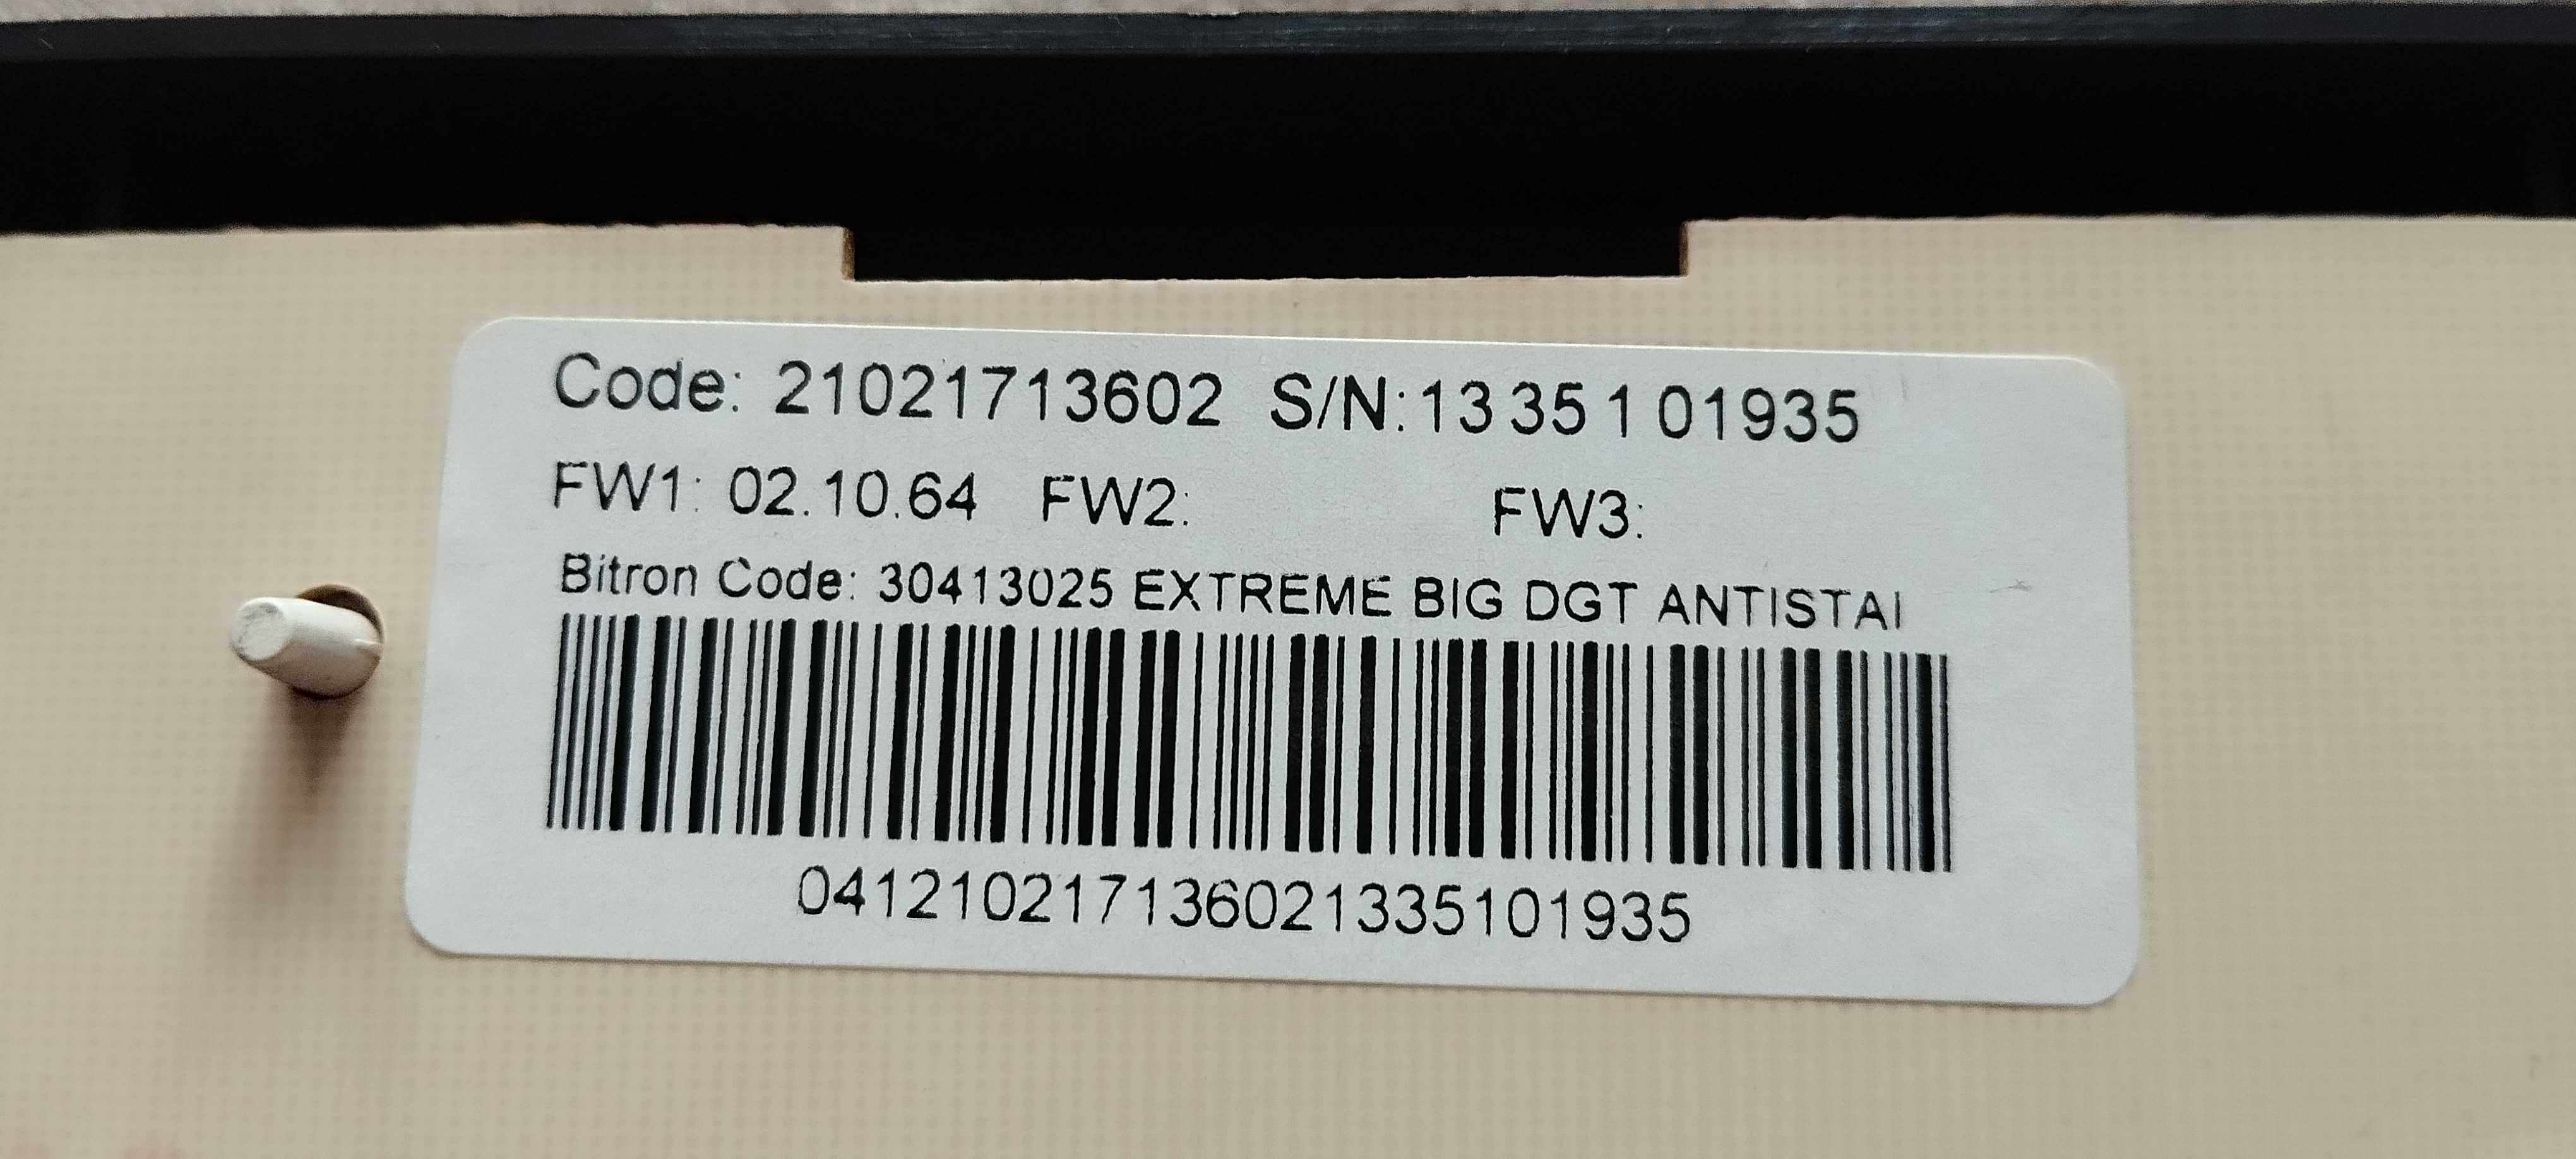 Code: 21021713602 S/N:13 35 1 01935
FW1: 02.10.64 FW2: FW3:
Bitron Code: 30413025 EXTREME BIG DGT ANTISTAI
041210217136021335101935